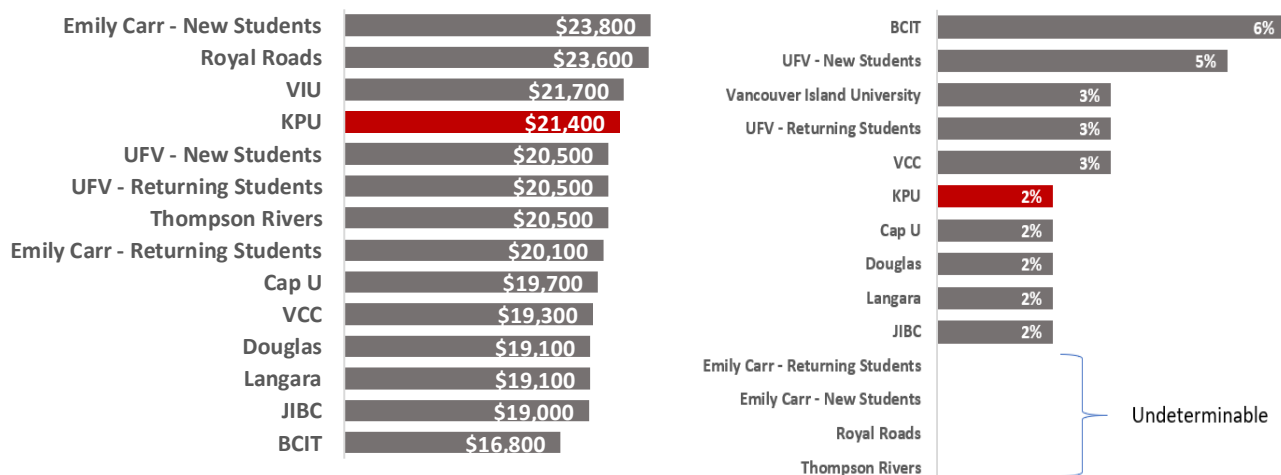 Emily Carr - New Students $23,800
Royal Roads $23,600
VIU $21,700
KPU $21,400
UFV - New Students $20,500
UFV - Returning Students $20,500
Thompson Rivers $20,500
Emily Carr - Returning Students $20,100
Cap U $19,700
VCC $19,300
Douglas $19,100
Langara $19,100
JIBC $19,000
BCIT $16,800
BCIT 6%
UFV - New Students 5%
Vancouver Island University 3%
UFV - Returning Students 3%
VCC 3%
KPU 2%
Cap U 2%
Douglas 2%
Langara 2%
JIBC 2%
Emily Carr - Returning Students
Emily Carr - New Students
Royal Roads
Thompson Rivers
Undeterminable